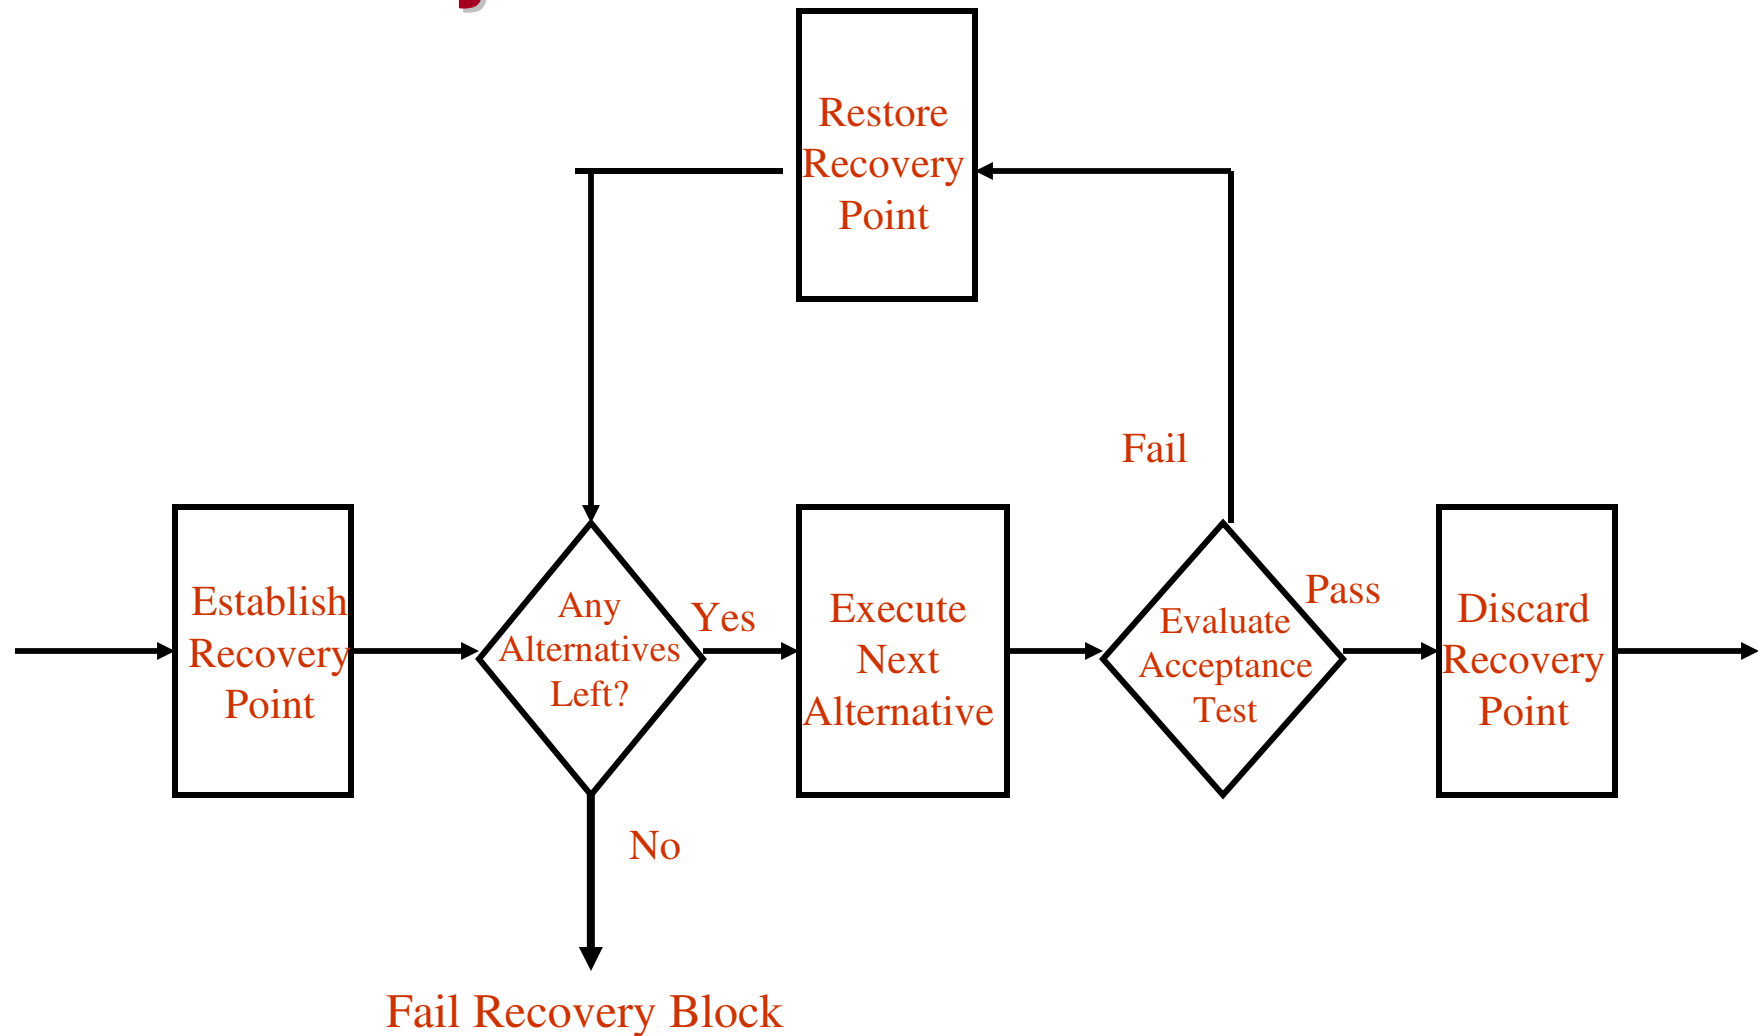 Restore
Recovery
Point
Fail
Establish
Recovery
Point
Any
Alternatives
Left?
Yes
Execute
Next
Alternative
Evaluate
Acceptance
Test
Pass
Discard
Recovery
Point
No
Fail Recovery Block